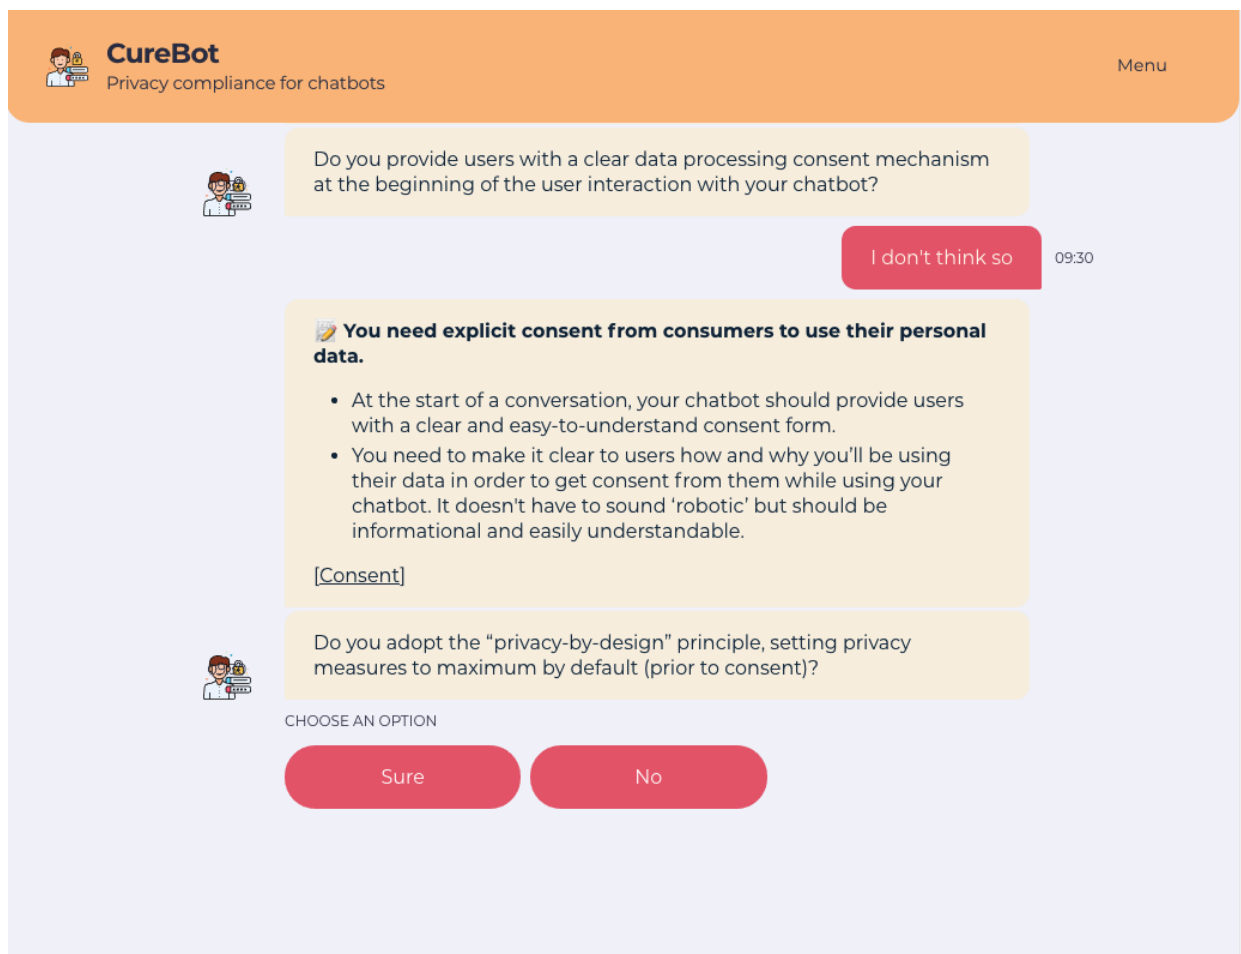 CureBot
Privacy compliance for chatbots
Menu
Do you provide users with a clear data processing consent mechanism
at the beginning of the user interaction with your chatbot?
I don't think so
09:30
📝 You need explicit consent from consumers to use their personal
data.
• At the start of a conversation, your chatbot should provide users
with a clear and easy-to-understand consent form.
• You need to make it clear to users how and why you’ll be using
their data in order to get consent from them while using your
chatbot. It doesn't have to sound ‘robotic’ but should be
informational and easily understandable.
[Consent]
Do you adopt the “privacy-by-design” principle, setting privacy
measures to maximum by default (prior to consent)?
CHOOSE AN OPTION
Sure
No